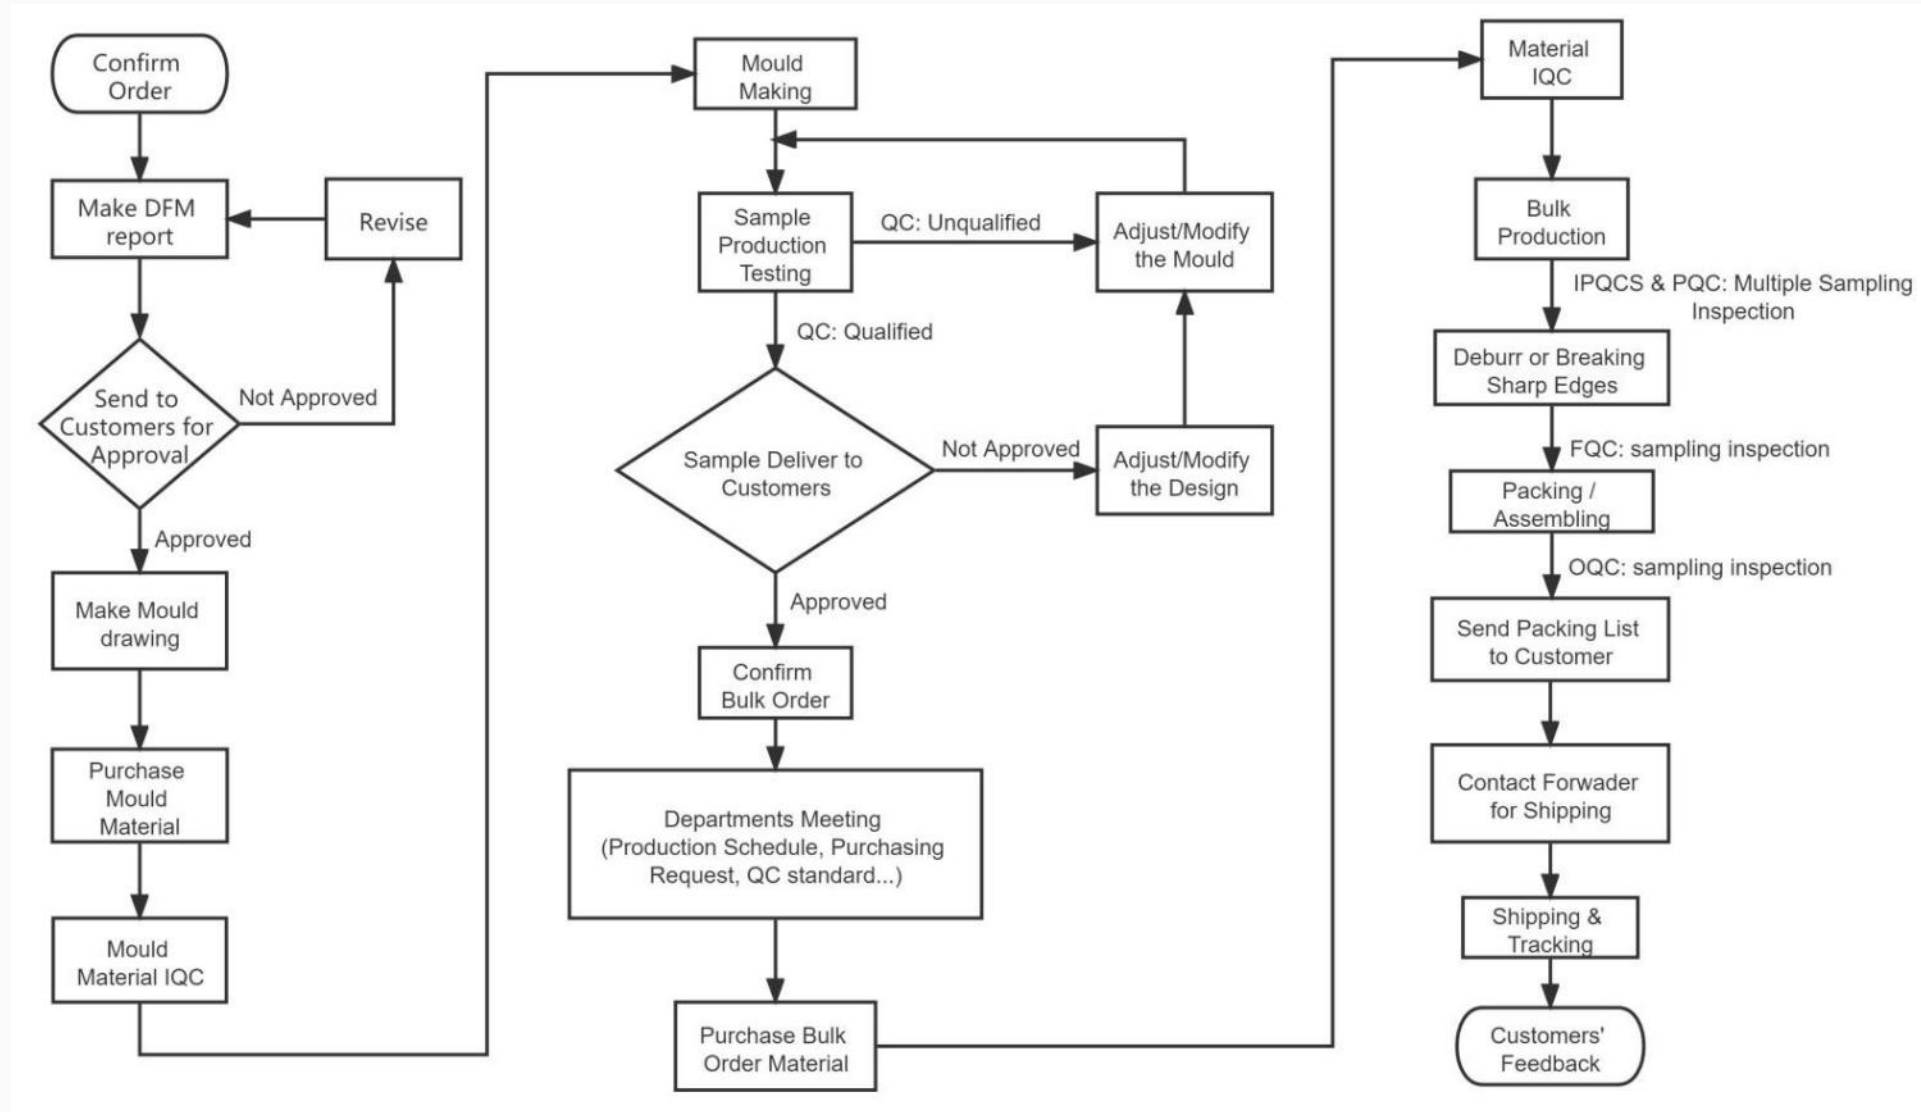 Confirm
Order
Make DFM
report
Revise
Send to
Customers for
Approval
Not Approved
Approved
Make Mould
drawing
Purchase
Mould
Material
Mould
Material IQC
Mould
Making
Sample
Production
Testing
QC: Unqualified
Adjust/Modify
the Mould
QC: Qualified
Sample Deliver to
Customers
Not Approved
Adjust/Modify
the Design
Approved
Confirm
Bulk Order
Departments Meeting
(Production Schedule, Purchasing
Request, QC standard...)
Purchase Bulk
Order Material
Material
IQC
Bulk
Production
IPQCS & PQC: Multiple Sampling
Inspection
Deburr or Breaking
Sharp Edges
FQC: sampling inspection
Packing /
Assembling
OQC: sampling inspection
Send Packing List
to Customer
Contact Forwader
for Shipping
Shipping &
Tracking
Customers'
Feedback